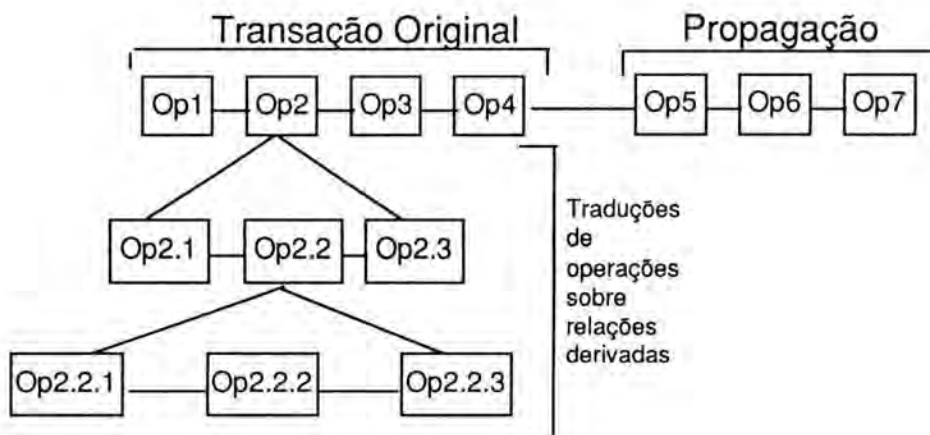 Transação Original
Propagação
Op1 Op2 Op3 Op4 Op5 Op6 Op7
Op2.1 Op2.2 Op2.3
Traduções
de
operações
sobre
relações
derivadas
Op2.2.1 Op2.2.2 Op2.2.3